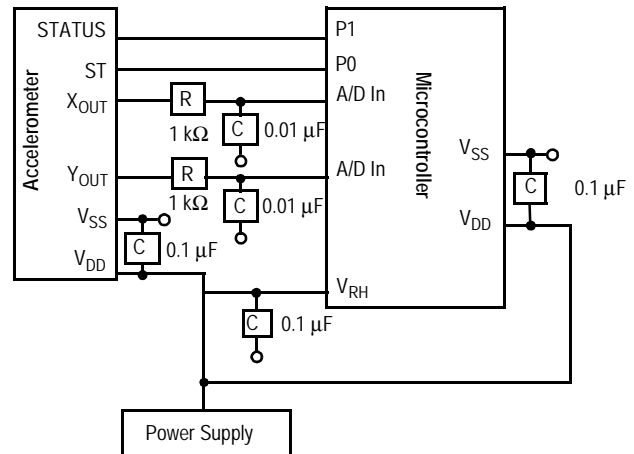 STATUS
ST
XOUT
YOUT
VSS
VDD
Accelerometer
R
1 kΩ
C
0.01 μF
R
1 kΩ
C
0.01 μF
C
0.1 μF
P1
P0
A/D In
A/D In
VRH
Microcontroller
VSS
VDD
C
0.1 μF
C
0.1 μF
Power Supply